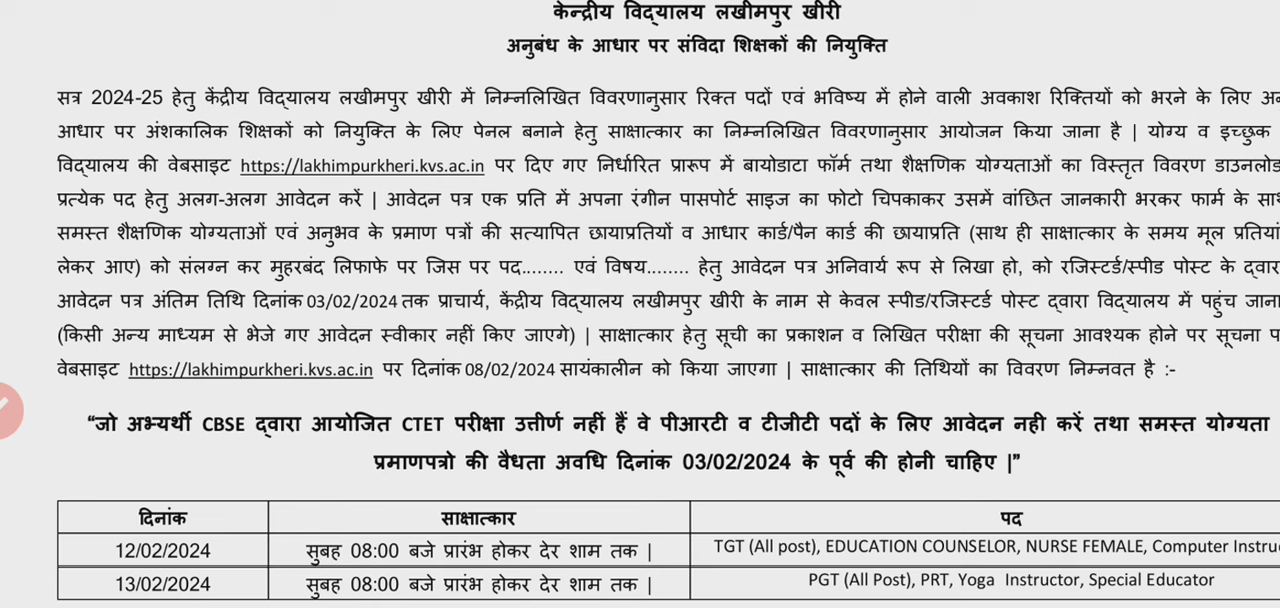 केन्द्रीय विद्यालय लखीमपुर खीरी
अनुबंध के आधार पर संविदा शिक्षकों की नियुक्ति
सत्र 2024-25 हेतु केंद्रीय विद्यालय लखीमपुर खीरी में निम्नलिखित विवरणानुसार रिक्त पदों एवं भविष्य में होने वाली अवकाश रिक्तियों को भरने के लिए
आधार पर अंशकालिक शिक्षकों को नियुक्ति के लिए पेनल बनाने हेतु साक्षात्कार का निम्नलिखित विवरणानुसार आयोजन किया जाना है | योग्य व इच्छुक
विद्यालय की वेबसाइट https://lakhimpurkheri.kvs.ac.in पर दिए गए निर्धारित प्रारूप में बायोडाटा फॉर्म तथा शैक्षणिक योग्यताओं का विस्तृत विवरण डाउनलोड
प्रत्येक पद हेतु अलग-अलग आवेदन करें | आवेदन पत्र एक प्रति में अपना रंगीन पासपोर्ट साइज का फोटो चिपकाकर उसमें वांछित जानकारी भरकर फार्म के
समस्त शैक्षणिक योग्यताओं एवं अनुभव के प्रमाण पत्रों की सत्यापित छायाप्रतियों व आधार कार्ड/पैन कार्ड की छायाप्रति (साथ ही साक्षात्कार के समय मूल प्रतियां
लेकर आए) को संलग्न कर मुहरबंद लिफाफे पर जिस पर पद........ एवं विषय........ हेतु आवेदन पत्र अनिवार्य रूप से लिखा हो, को रजिस्टर्ड/स्पीड पोस्ट के
आवेदन पत्र अंतिम तिथि दिनांक 03/02/2024 तक प्राचार्य, केंद्रीय विद्यालय लखीमपुर खीरी के नाम से केवल स्पीड/रजिस्टर्ड पोस्ट द्वारा विद्यालय में पहुंच जाना
(किसी अन्य माध्यम से भेजे गए आवेदन स्वीकार नहीं किए जाएगे) | साक्षात्कार हेतु सूची का प्रकाशन व लिखित परीक्षा की सूचना आवश्यक होने पर सूचना
वेबसाइट https://lakhimpurkheri.kvs.ac.in पर दिनांक 08/02/2024 सायंकालीन को किया जाएगा | साक्षात्कार की तिथियों का विवरण निम्नवत है :-
“जो अभ्यर्थी CBSE द्वारा आयोजित CTET परीक्षा उत्तीर्ण नहीं हैं वे पीआरटी व टीजीटी पदों के लिए आवेदन नही करें तथा समस्त योग्यता
प्रमाणपत्रो की वैधता अवधि दिनांक 03/02/2024 के पूर्व की होनी चाहिए |”
दिनांक साक्षात्कार पद
12/02/2024 सुबह 08:00 बजे प्रारंभ होकर देर शाम तक | TGT (All post), EDUCATION COUNSELOR, NURSE FEMALE, Computer
13/02/2024 सुबह 08:00 बजे प्रारंभ होकर देर शाम तक | PGT (All Post), PRT, Yoga Instructor, Special Educator